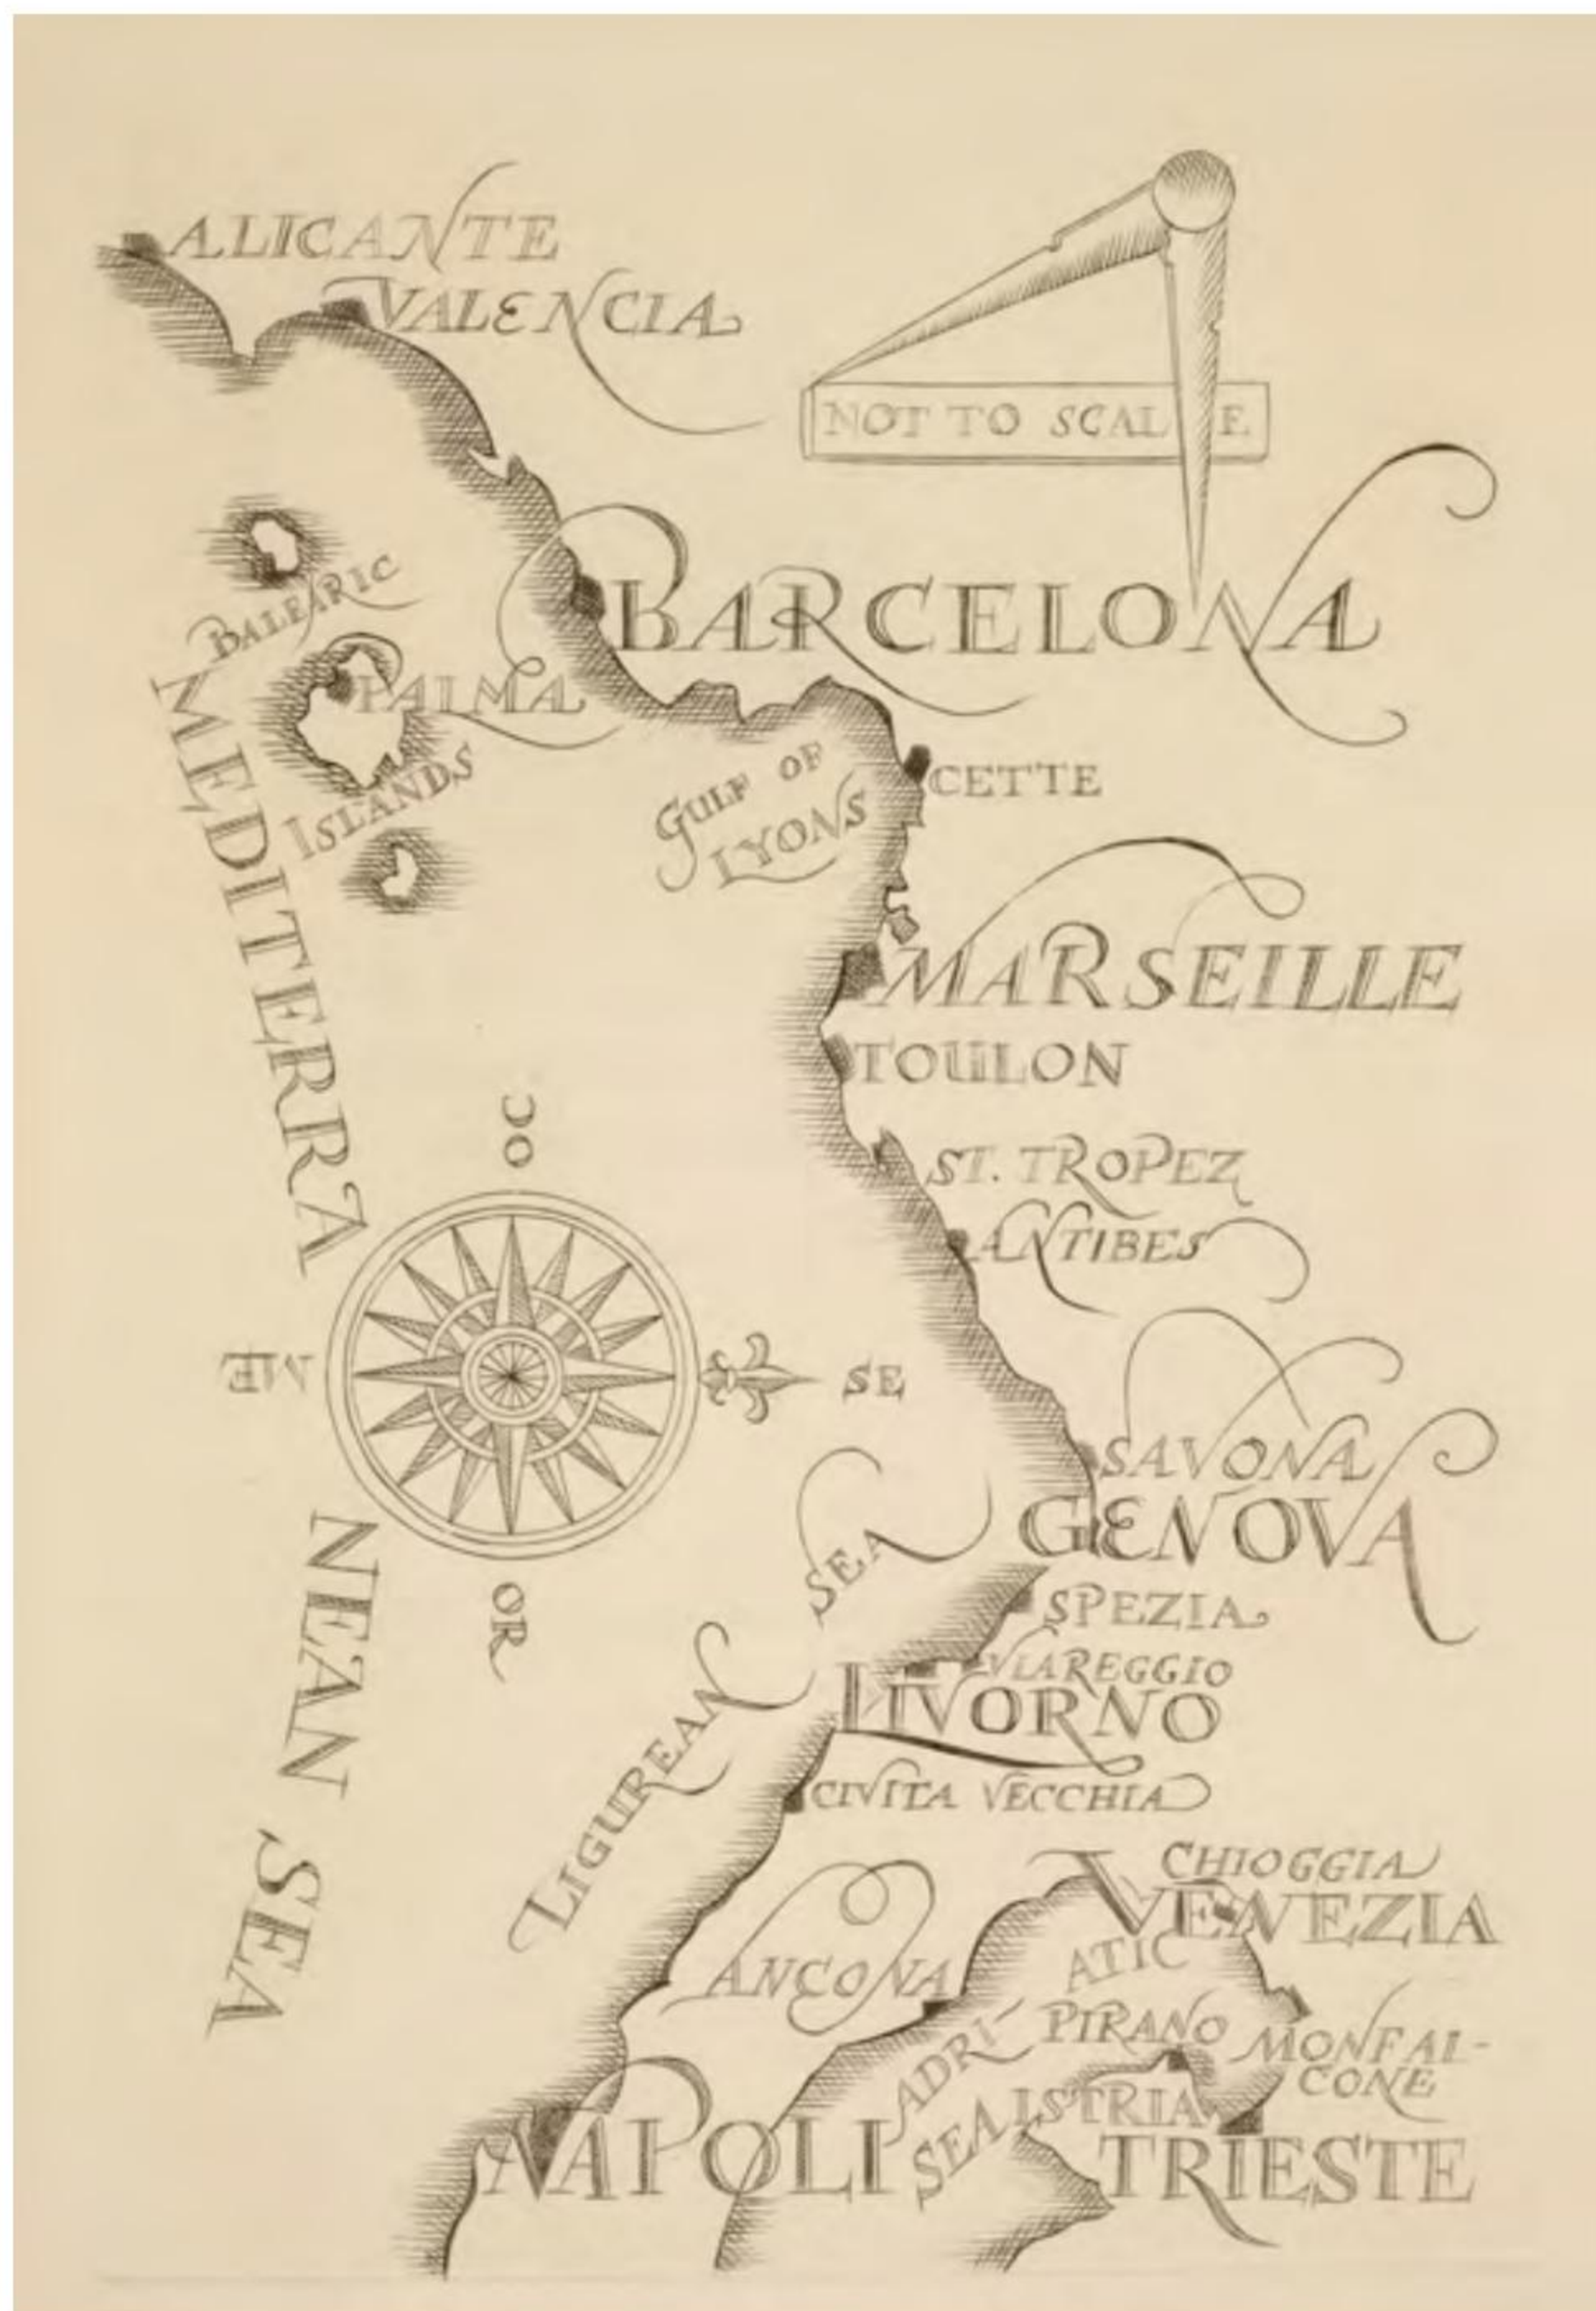 ALICANTE
VALENCIA
NOT TO SCALE
BARCELONA
BALEARIC
PALMA
ISLANDS
GULF OF
LYONS
CETTE
MEDITERRA
NEAN SEA
MARSEILLE
TOULON
ST. TROPEZ
ANTIBES
OC
ME
SE
OR
SAVONA
GENOVA
SPEZIA
VIAREGGIO
LIVORNO
LIGUREAN
SEA
CIVITA VECCHIA
CHIOGGIA
VENEZIA
ANCONA
ADRI-
ATIC
SEA
PIRANO
MONFAL-
CONE
ISTRIA
NAPOLI
TRIESTE